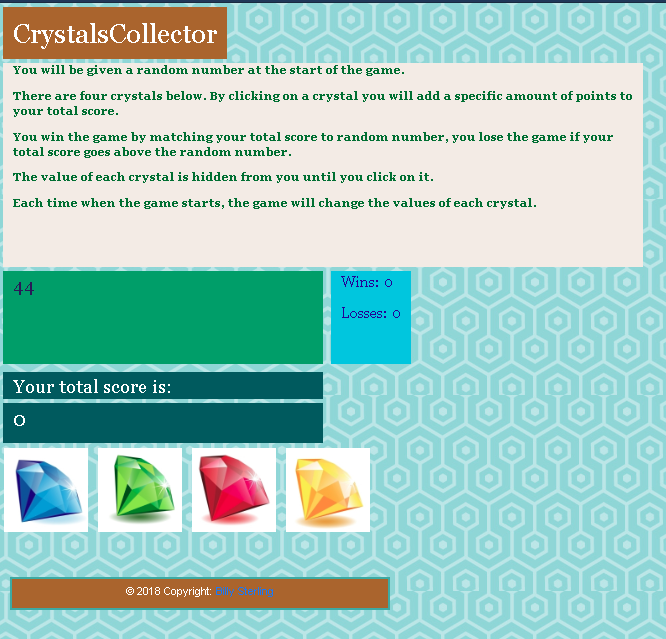 CrystalsCollector
You will be given a random number at the start of the game.
There are four crystals below. By clicking on a crystal you will add a specific amount of points to
your total score.
You win the game by matching your total score to random number, you lose the game if your
total score goes above the random number.
The value of each crystal is hidden from you until you click on it.
Each time when the game starts, the game will change the values of each crystal.
44
Wins: 0
Losses: 0
Your total score is:
0
© 2018 Copyright: